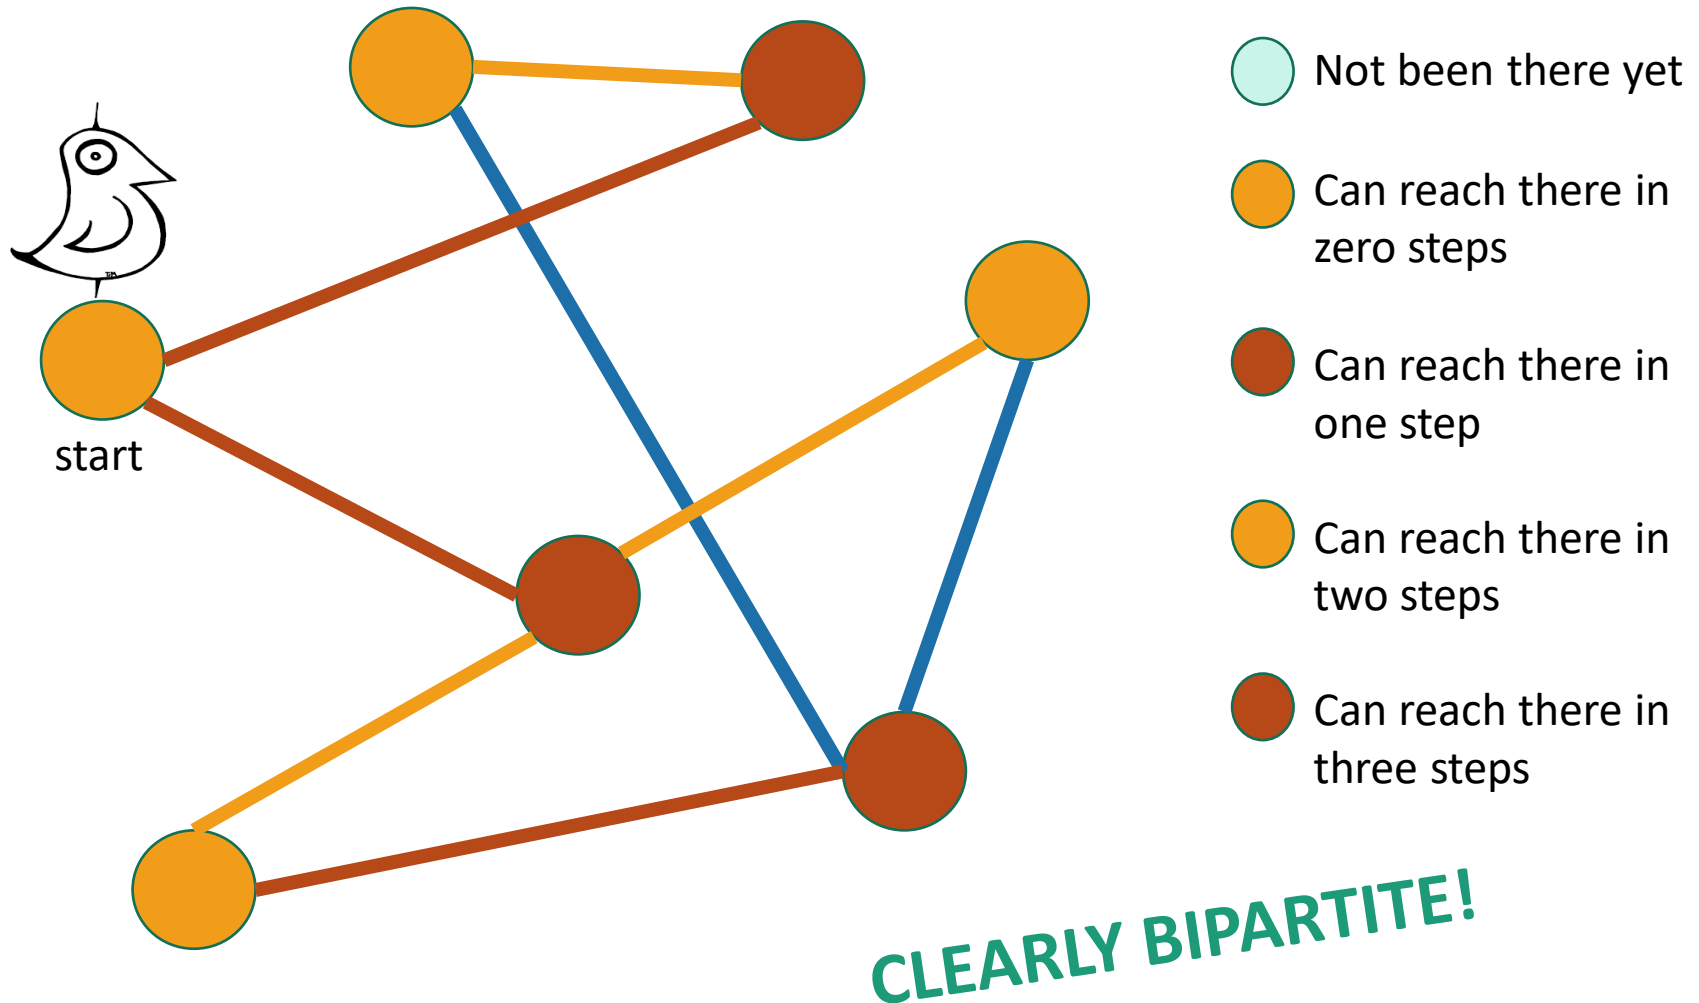 start
Not been there yet
Can reach there in
zero steps
Can reach there in
one step
Can reach there in
two steps
Can reach there in
three steps
CLEARLY BIPARTITE!